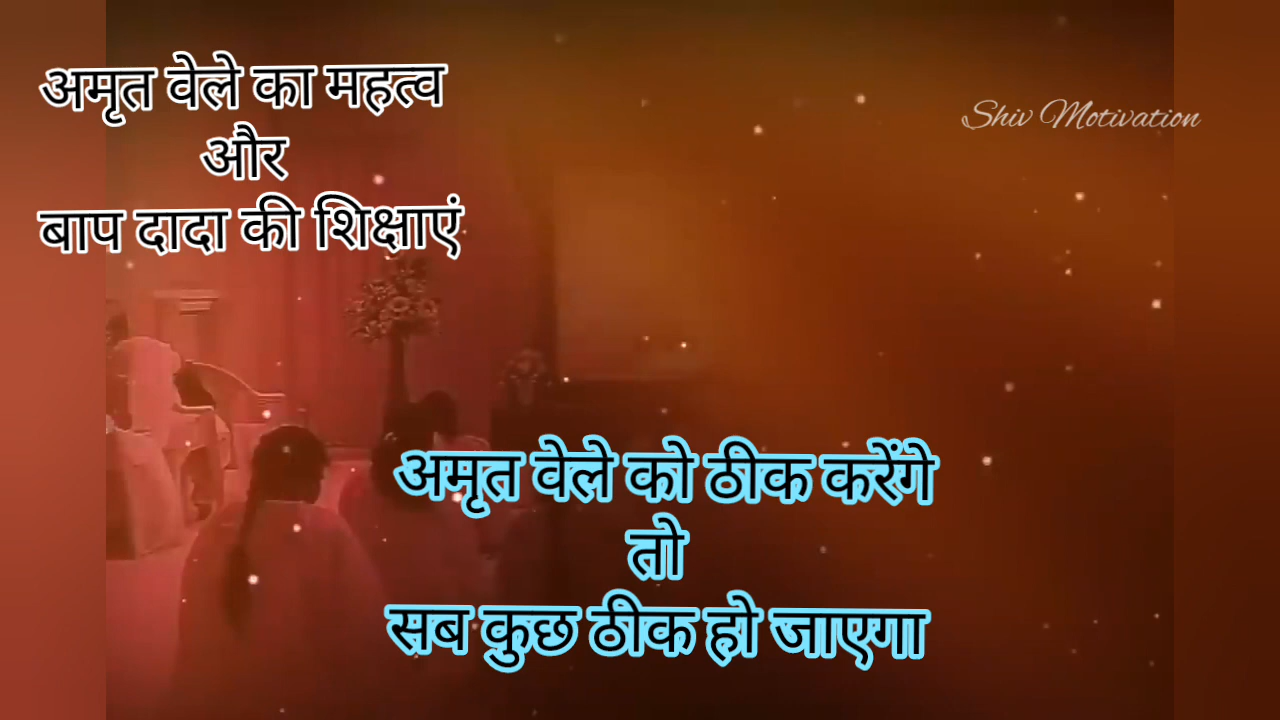 अमृत वेले का महत्व
और
बाप दादा की शिक्षाएं
Shiv Motivation
अमृत वेले को ठीक करेंगे
तो
सब कुछ ठीक हो जाएगा